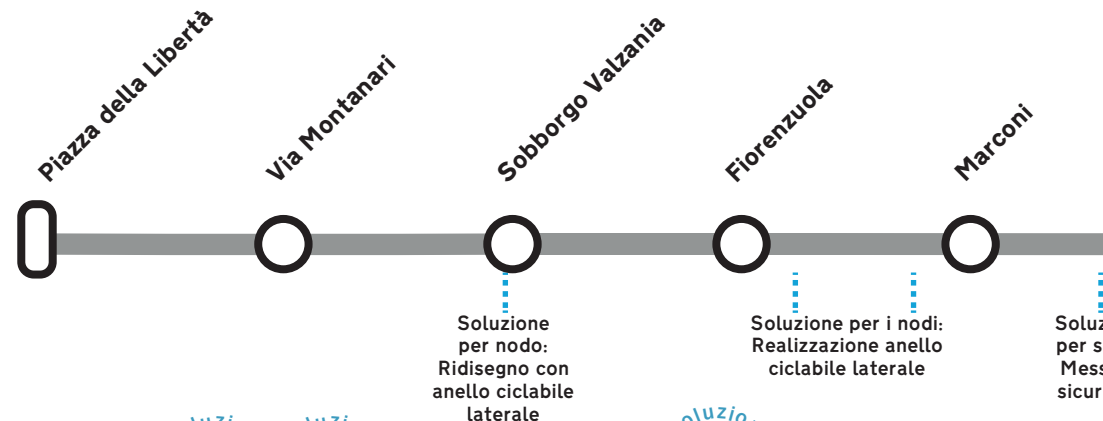 Piazza della Libertà
Via Montanari
Sobborgo Valzania
Fiorenzuola
Marconi
Soluzione
per nodo:
Ridisegno con
anello ciclabile
laterale
Soluzione per i nodi:
Realizzazione anello
ciclabile laterale